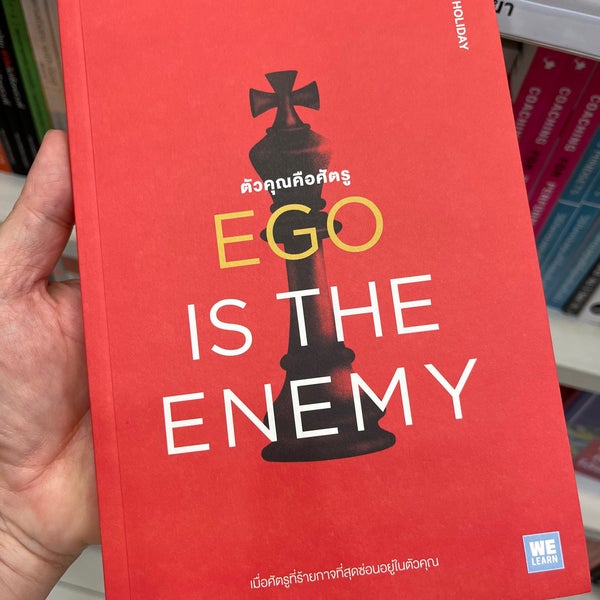 HOLIDAY
ตัวคุณคือศัตรู
EGO
IS THE
ENEMY
เมื่อศัตรูที่ร้ายกาจที่สุดซ่อนอยู่ในตัวคุณ
WE
LEARN
COACHING
COACHING